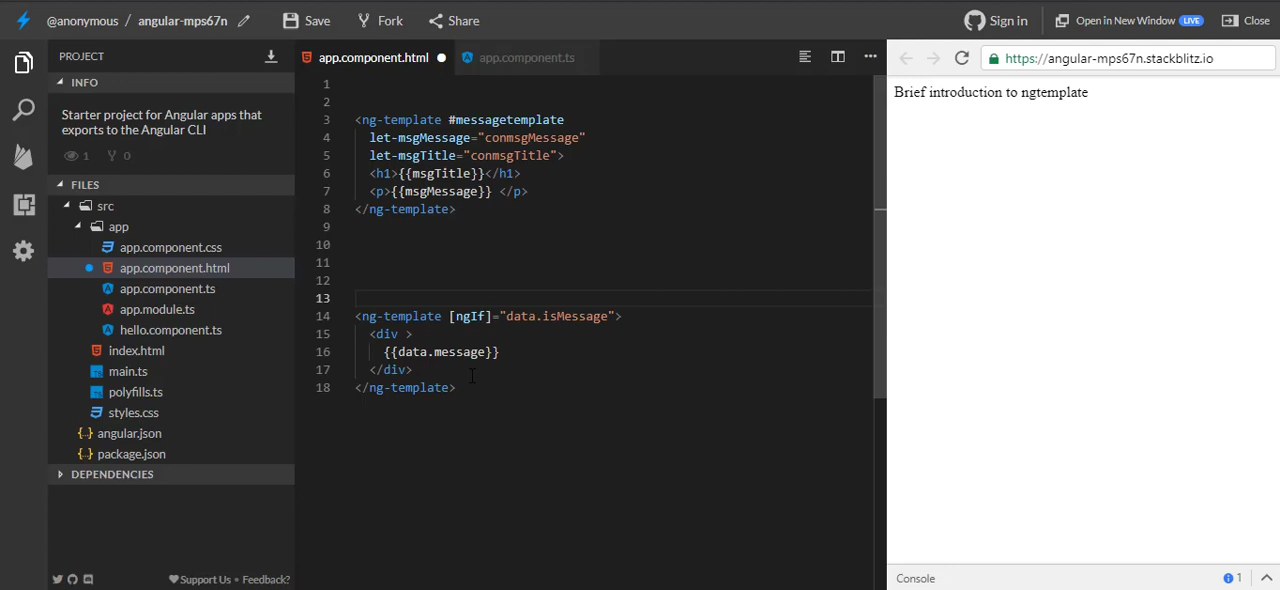 @anonymous / angular-mps67n Save Fork Share Sign in Open in New Window LIVE Close
PROJECT
INFO
Starter project for Angular apps that
exports to the Angular CLI
1 0
FILES
src
app
app.component.css
app.component.html
app.component.ts
app.module.ts
hello.component.ts
index.html
main.ts
polyfills.ts
styles.css
angular.json
package.json
DEPENDENCIES
Support Us • Feedback?
app.component.html app.component.ts
1
2
3 <ng-template #messagetemplate
4 let-msgMessage="conmsgMessage"
5 let-msgTitle="conmsgTitle">
6 <h1>{{msgTitle}}</h1>
7 <p>{{msgMessage}} </p>
8 </ng-template>
9
10
11
12
13
14 <ng-template [ngIf]="data.isMessage">
15 <div >
16 {{data.message}}
17 </div>
18 </ng-template>
https://angular-mps67n.stackblitz.io
Brief introduction to ngtemplate
Console 1